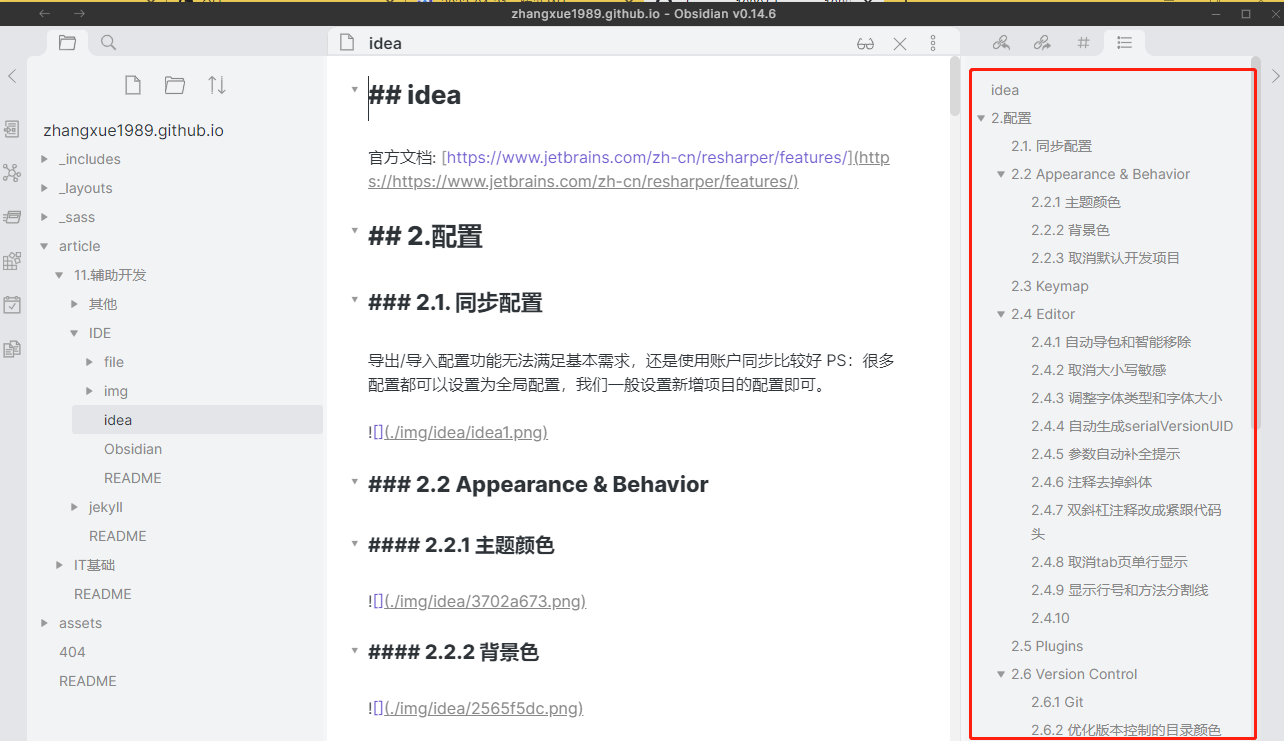 zhangxue1989.github.io - Obsidian v0.14.6
idea
zhangxue1989.github.io
_includes
_layouts
_sass
article
11.辅助开发
其他
IDE
file
img
idea
Obsidian
README
jekyll
README
IT基础
README
assets
404
README
## idea
官方文档: [https://www.jetbrains.com/zh-cn/resharper/features/](http
s://https://www.jetbrains.com/zh-cn/resharper/features/)
## 2.配置
### 2.1. 同步配置
导出/导入配置功能无法满足基本需求，还是使用账户同步比较好 PS：很多
配置都可以设置为全局配置，我们一般设置新增项目的配置即可。
![](./img/idea/idea1.png)
### 2.2 Appearance & Behavior
#### 2.2.1 主题颜色
![](./img/idea/3702a673.png)
#### 2.2.2 背景色
![](./img/idea/2565f5dc.png)
idea
2.配置
2.1. 同步配置
2.2 Appearance & Behavior
2.2.1 主题颜色
2.2.2 背景色
2.2.3 取消默认开发项目
2.3 Keymap
2.4 Editor
2.4.1 自动导包和智能移除
2.4.2 取消大小写敏感
2.4.3 调整字体类型和字体大小
2.4.4 自动生成serialVersionUID
2.4.5 参数自动补全提示
2.4.6 注释去掉斜体
2.4.7 双斜杠注释改成紧跟代码
头
2.4.8 取消tab页单行显示
2.4.9 显示行号和方法分割线
2.4.10
2.5 Plugins
2.6 Version Control
2.6.1 Git
2.6.2 优化版本控制的目录颜色